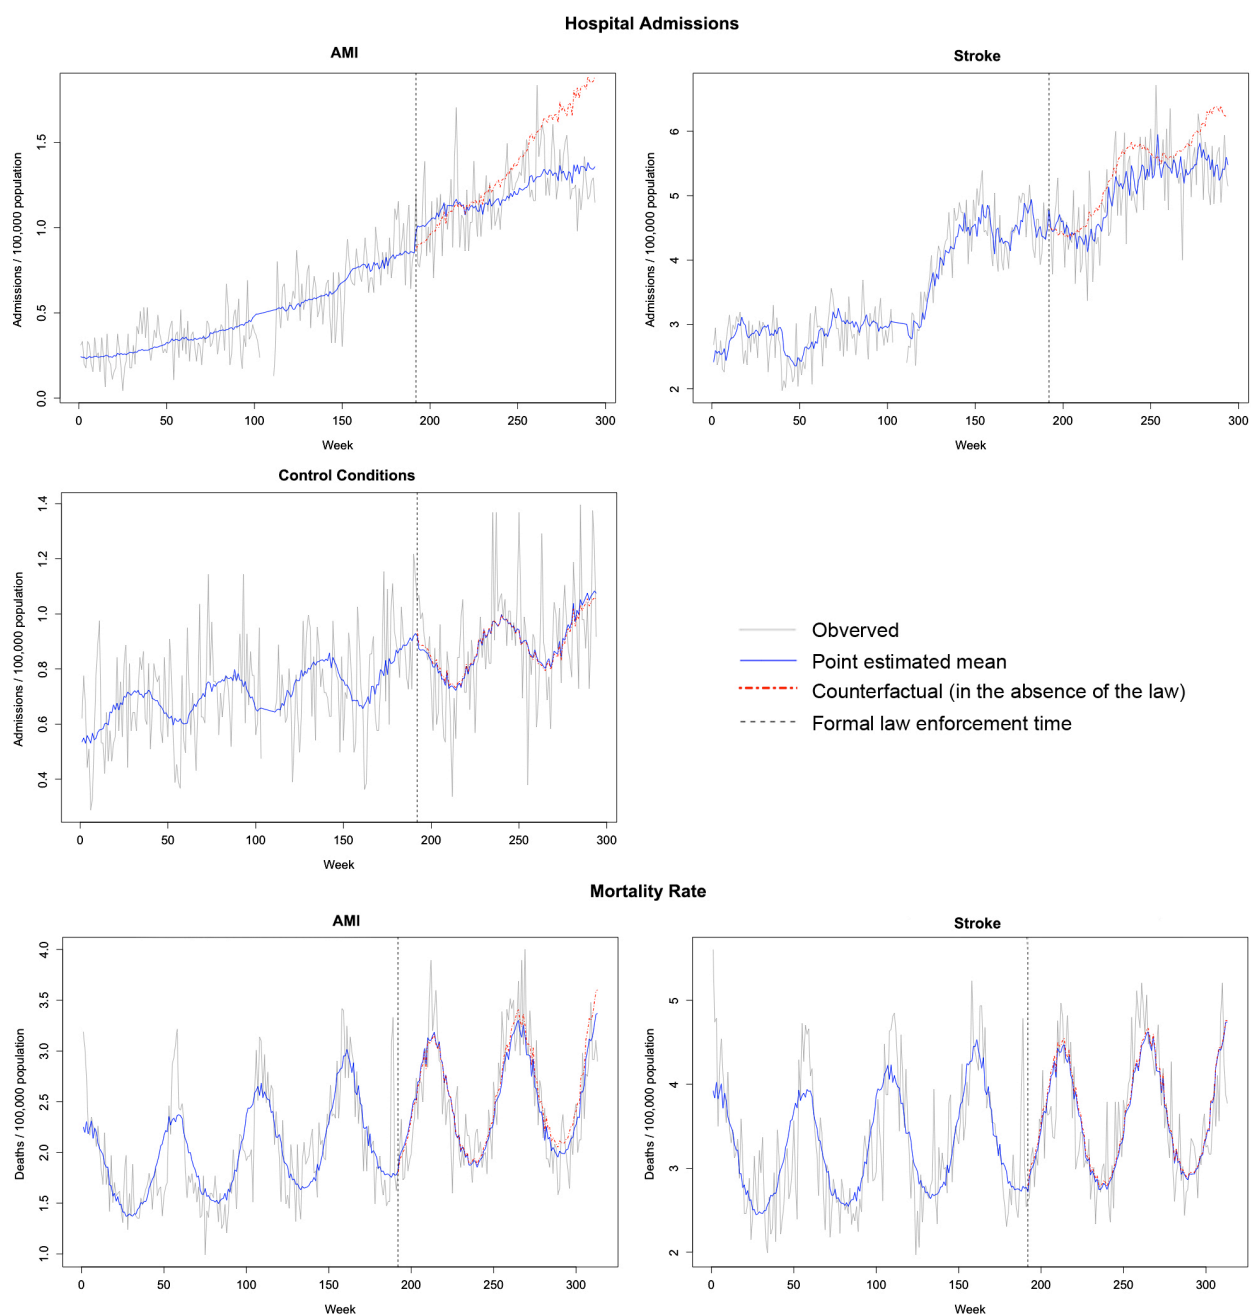 Hospital Admissions
AMI
Stroke
Admissions / 100,000 population
0.0 0.5 1.0 1.5
0 50 100 150 200 250 300
Week
Admissions / 100,000 population
2 3 4 5 6
0 50 100 150 200 250 300
Week
Control Conditions
Admissions / 100,000 population
0.4 0.6 0.8 1.0 1.2 1.4
0 50 100 150 200 250 300
Week
Obverved
Point estimated mean
Counterfactual (in the absence of the law)
Formal law enforcement time
Mortality Rate
AMI
Stroke
Deaths / 100,000 population
1.0 1.5 2.0 2.5 3.0 3.5 4.0
0 50 100 150 200 250 300
Week
Deaths / 100,000 population
2 3 4 5
0 50 100 150 200 250 300
Week